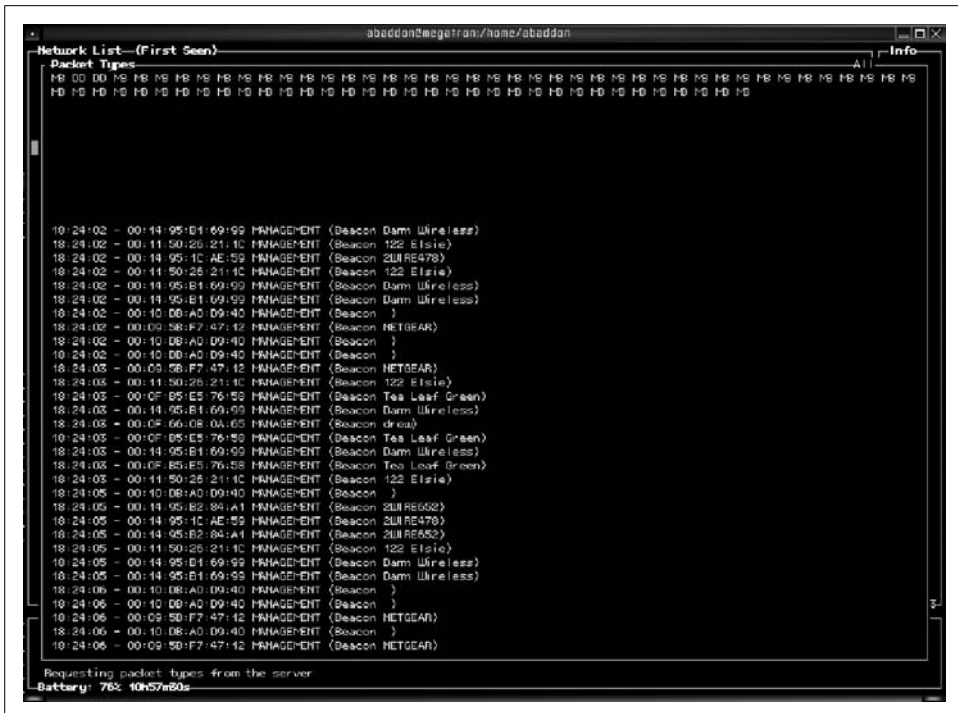 abaddon@megatron:/home/abaddon
Network List—(First Seen) Info
Packet Types All
MB DD DD MB MB MB MB MB MB MB MB MB MB MB MB MB MB MB MB MB MB MB MB MB MB MB MB MB MB MB MB MB MB MB MB MB MB MB MB MB MB MB
MB MB MB MB MB MB MB MB MB MB MB MB MB MB MB MB MB MB MB MB MB MB MB MB MB MB MB MB MB MB MB MB MB MB
18:24:02 - 00:14:95:B1:69:99 MANAGEMENT (Beacon Damm Wireless)
18:24:02 - 00:11:50:26:21:1C MANAGEMENT (Beacon 122 Elsie)
18:24:02 - 00:14:95:1C:AE:59 MANAGEMENT (Beacon 2WIRE478)
18:24:02 - 00:11:50:26:21:1C MANAGEMENT (Beacon 122 Elsie)
18:24:02 - 00:14:95:B1:69:99 MANAGEMENT (Beacon Damm Wireless)
18:24:02 - 00:14:95:B1:69:99 MANAGEMENT (Beacon Damm Wireless)
18:24:02 - 00:10:DB:A0:D9:40 MANAGEMENT (Beacon )
18:24:02 - 00:09:5B:F7:47:12 MANAGEMENT (Beacon NETGEAR)
18:24:02 - 00:10:DB:A0:D9:40 MANAGEMENT (Beacon )
18:24:02 - 00:10:DB:A0:D9:40 MANAGEMENT (Beacon )
18:24:03 - 00:09:5B:F7:47:12 MANAGEMENT (Beacon NETGEAR)
18:24:03 - 00:11:50:26:21:1C MANAGEMENT (Beacon 122 Elsie)
18:24:03 - 00:0F:B5:E5:76:58 MANAGEMENT (Beacon Tea Leaf Green)
18:24:03 - 00:14:95:B1:69:99 MANAGEMENT (Beacon Damm Wireless)
18:24:03 - 00:0F:66:0B:0A:65 MANAGEMENT (Beacon drew)
18:24:03 - 00:0F:B5:E5:76:58 MANAGEMENT (Beacon Tea Leaf Green)
18:24:03 - 00:14:95:B1:69:99 MANAGEMENT (Beacon Damm Wireless)
18:24:03 - 00:0F:B5:E5:76:58 MANAGEMENT (Beacon Tea Leaf Green)
18:24:03 - 00:11:50:26:21:1C MANAGEMENT (Beacon 122 Elsie)
18:24:05 - 00:10:DB:A0:D9:40 MANAGEMENT (Beacon )
18:24:05 - 00:14:95:B2:84:A1 MANAGEMENT (Beacon 2WIRE652)
18:24:05 - 00:14:95:1C:AE:59 MANAGEMENT (Beacon 2WIRE478)
18:24:05 - 00:14:95:B2:84:A1 MANAGEMENT (Beacon 2WIRE652)
18:24:05 - 00:11:50:26:21:1C MANAGEMENT (Beacon 122 Elsie)
18:24:05 - 00:14:95:B1:69:99 MANAGEMENT (Beacon Damm Wireless)
18:24:05 - 00:14:95:B1:69:99 MANAGEMENT (Beacon Damm Wireless)
18:24:06 - 00:10:DB:A0:D9:40 MANAGEMENT (Beacon )
18:24:06 - 00:10:DB:A0:D9:40 MANAGEMENT (Beacon )
18:24:06 - 00:09:5B:F7:47:12 MANAGEMENT (Beacon NETGEAR)
18:24:06 - 00:10:DB:A0:D9:40 MANAGEMENT (Beacon )
18:24:06 - 00:09:5B:F7:47:12 MANAGEMENT (Beacon NETGEAR)
Requesting packet types from the server
Battery: 76% 10h57m30s